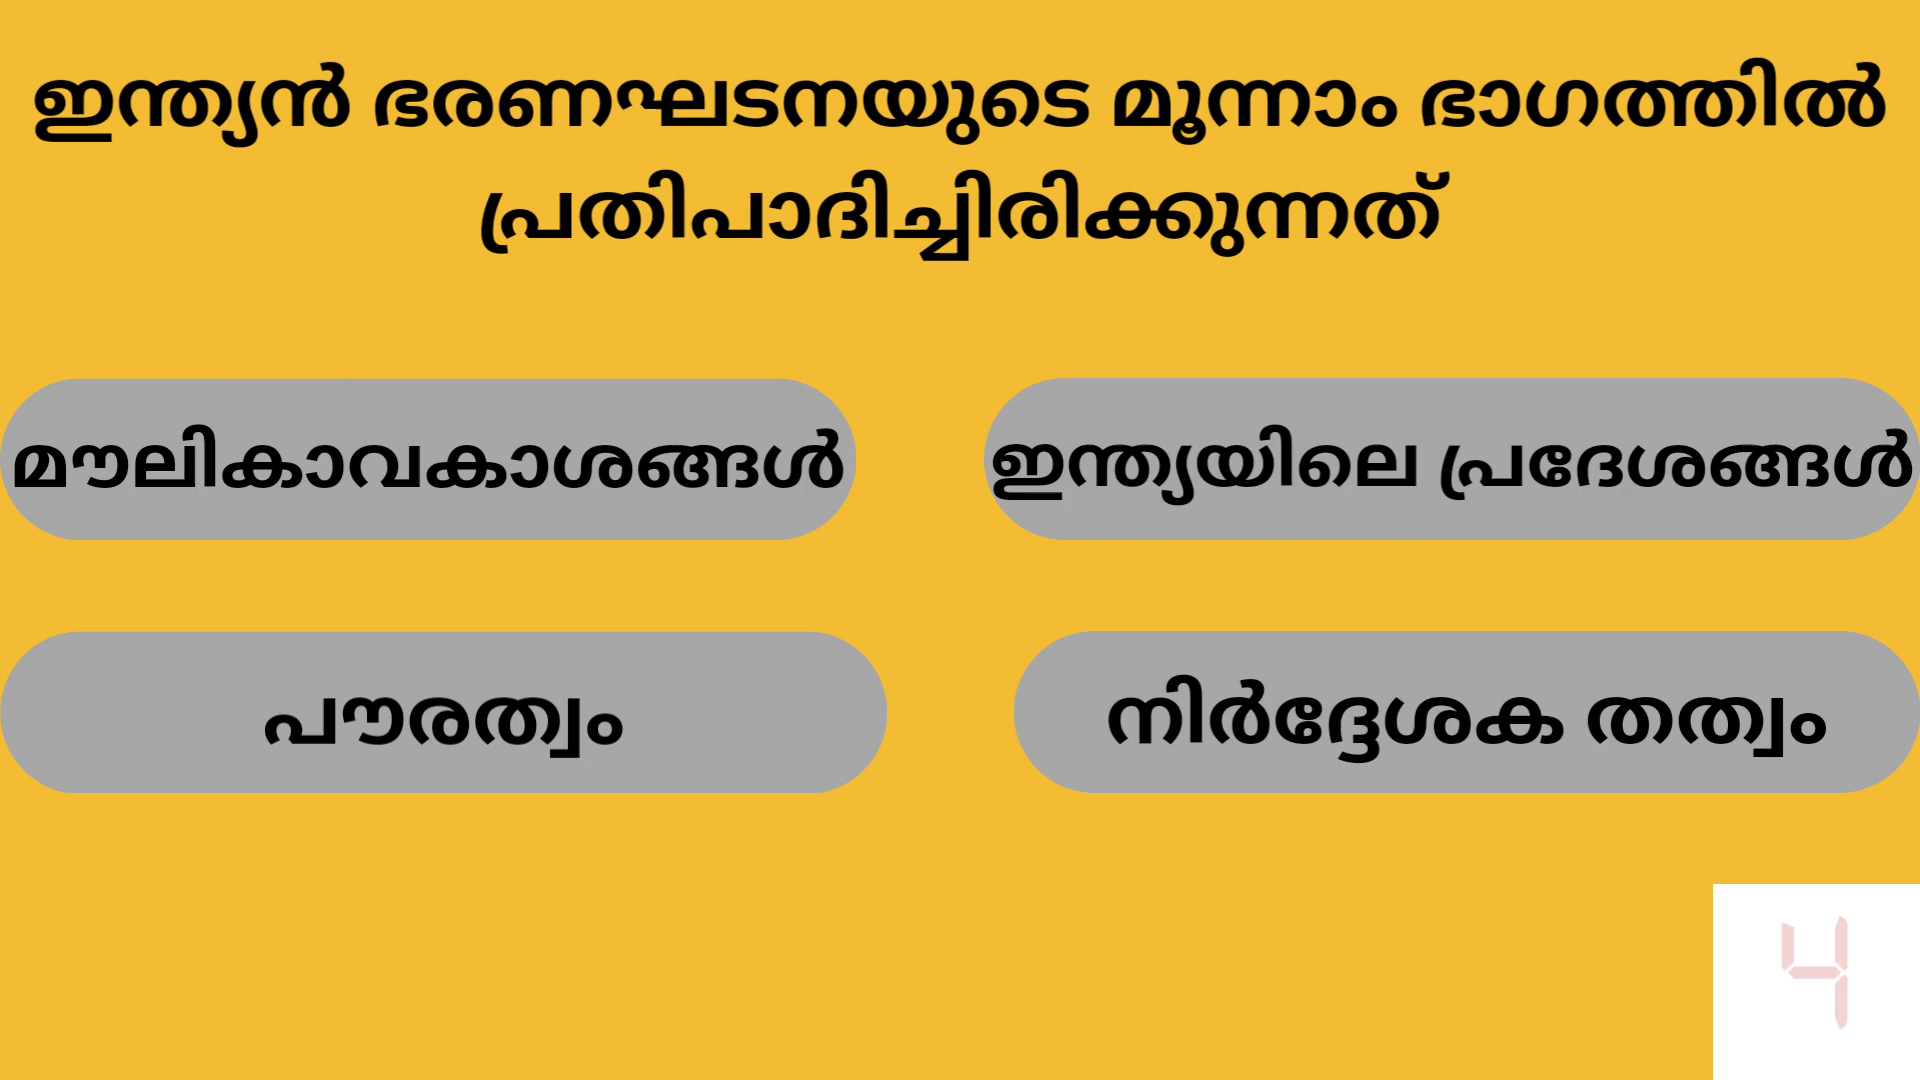 ഇന്ത്യൻ ഭരണഘടനയുടെ മൂന്നാം ഭാഗത്തിൽ
പ്രതിപാദിച്ചിരിക്കുന്നത്
മൗലികാവകാശങ്ങൾ
ഇന്ത്യയിലെ പ്രദേശങ്ങൾ
പൗരത്വം
നിർദ്ദേശക തത്വം
4